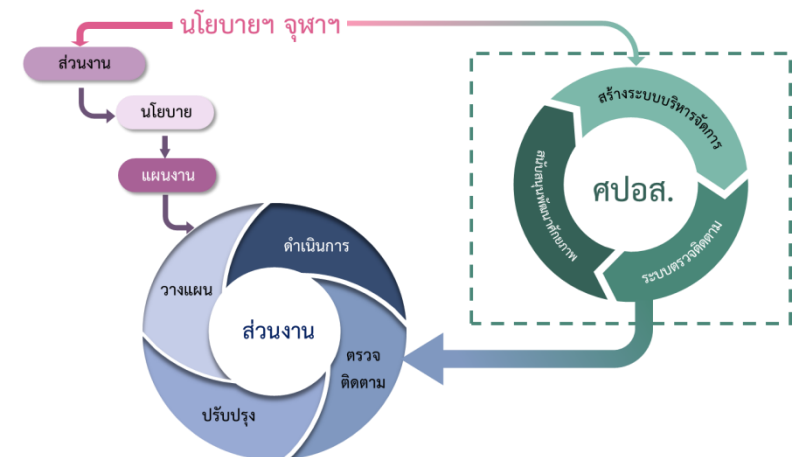 นโยบายฯ จุฬาฯ
ส่วนงาน
นโยบาย
แผนงาน
วางแผน
ดำเนินการ
ตรวจ
ติดตาม
ปรับปรุง
ส่วนงาน
สร้างระบบบริหารจัดการ
ระบบตรวจติดตาม
สนับสนุนพัฒนาศักยภาพ
ศปอส.